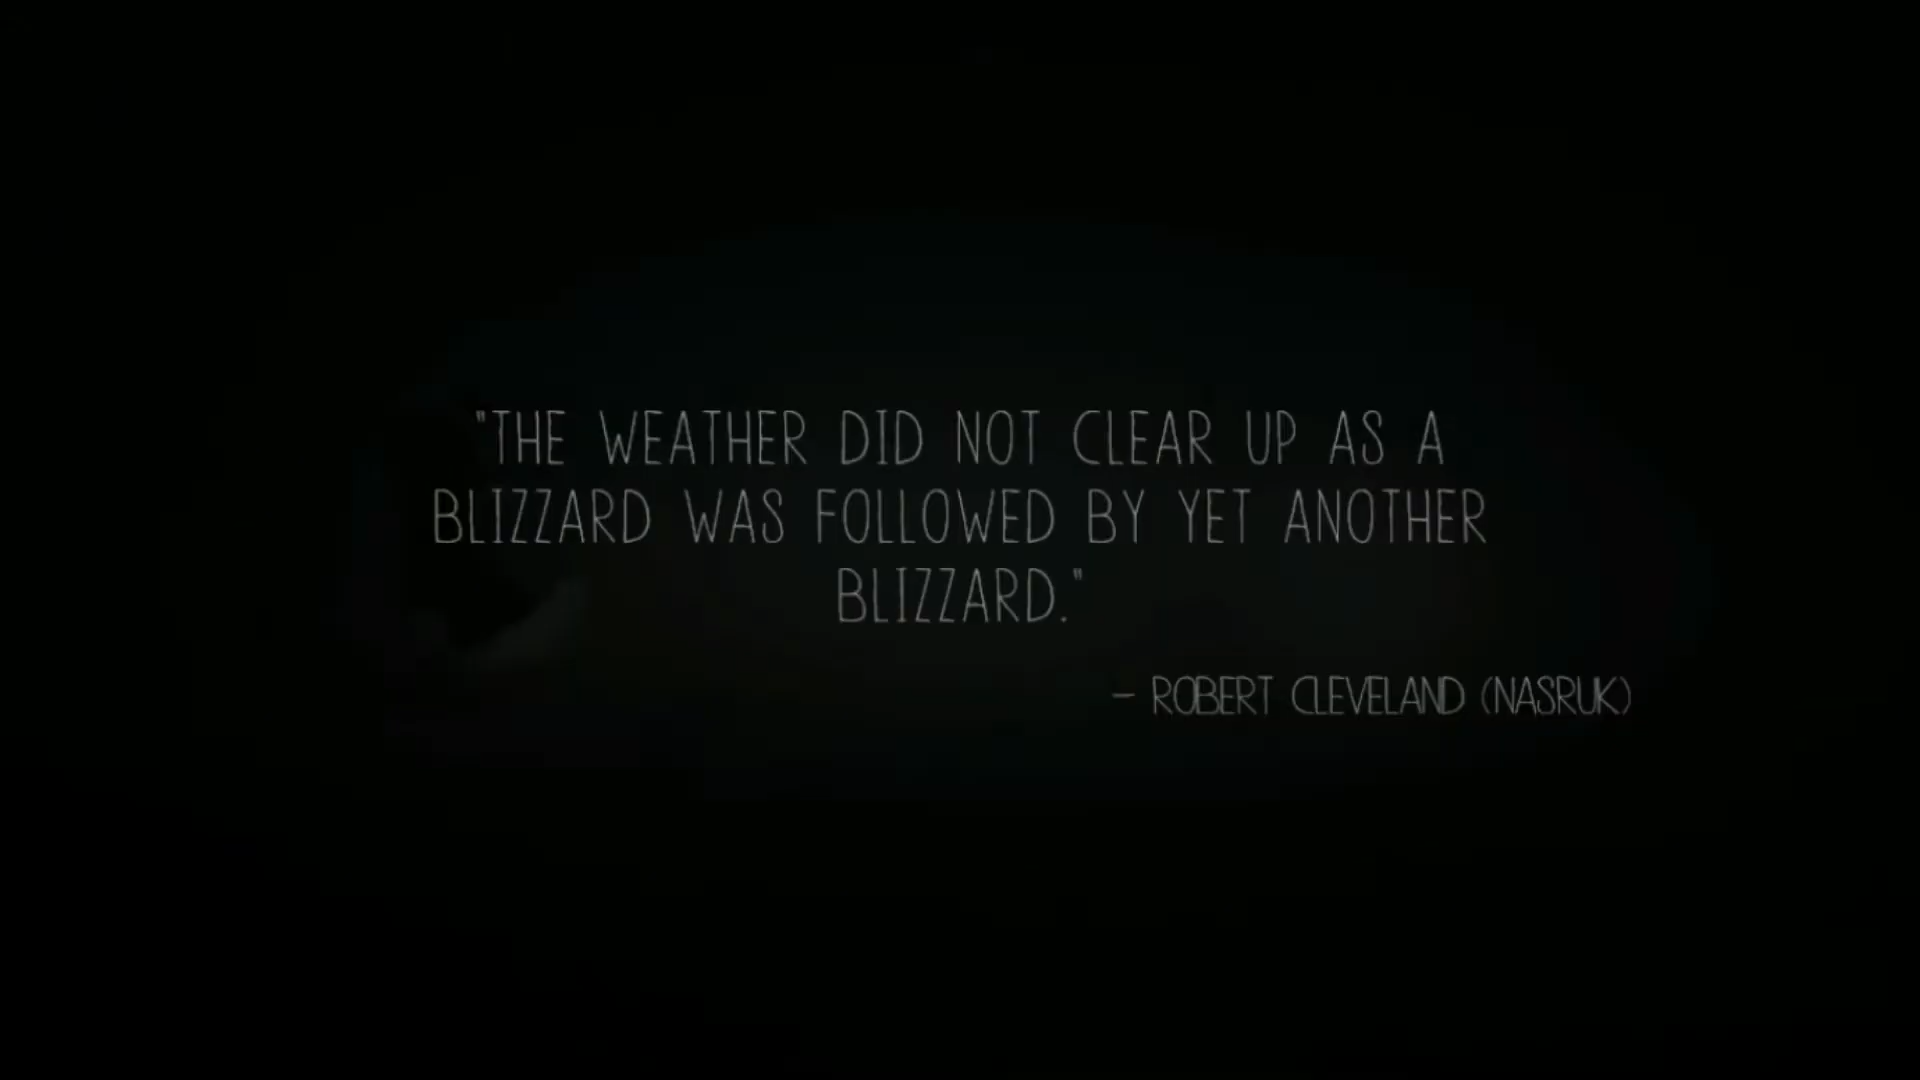 "THE WEATHER DID NOT CLEAR UP AS A
BLIZZARD WAS FOLLOWED BY YET ANOTHER
BLIZZARD."
– ROBERT CLEVELAND (NASRUK)